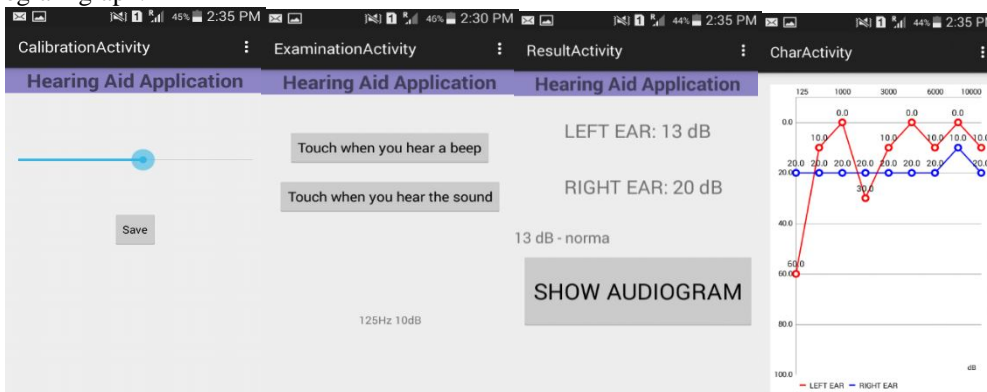 45% 2:35 PM
CalibrationActivity
Hearing Aid Application
Save
46% 2:30 PM
ExaminationActivity
Hearing Aid Application
Touch when you hear a beep
Touch when you hear the sound
125Hz 10dB
44% 2:35 PM
ResultActivity
Hearing Aid Application
LEFT EAR: 13 dB
RIGHT EAR: 20 dB
13 dB - norma
SHOW AUDIOGRAM
44% 2:35 P
CharActivity
125 1000 3000 6000 10000
0.0 0.0 0.0 0.0
10.0 10.0 10.0 10.0 10.0
20.0 20.0 20.0 20.0 20.0 20.0 20.0 20.0
30.0
40.0
60.0 60.0
80.0
100.0
dB
LEFT EAR RIGHT EAR